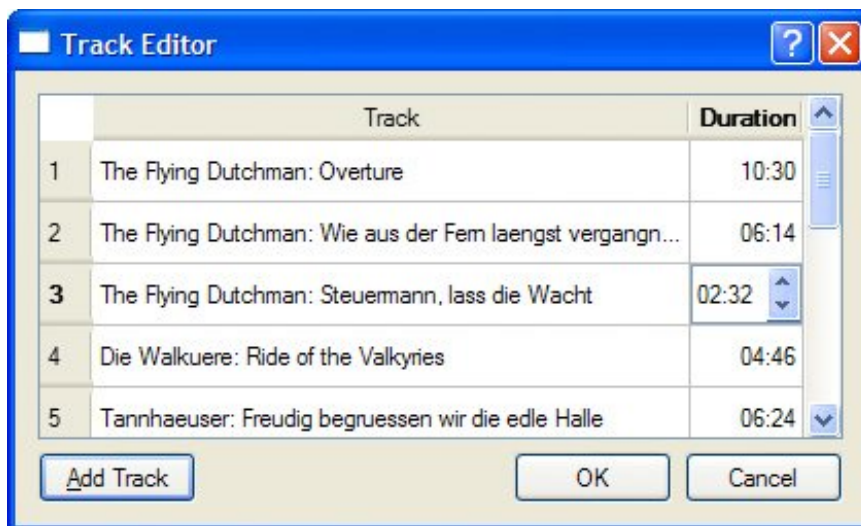 Track Editor
Track Duration
1 The Flying Dutchman: Overture 10:30
2 The Flying Dutchman: Wie aus der Fern laengst vergangn... 06:14
3 The Flying Dutchman: Steuermann, lass die Wacht 02:32
4 Die Walkuere: Ride of the Valkyries 04:46
5 Tannhaeuser: Freudig begruessen wir die edle Halle 06:24
Add Track OK Cancel